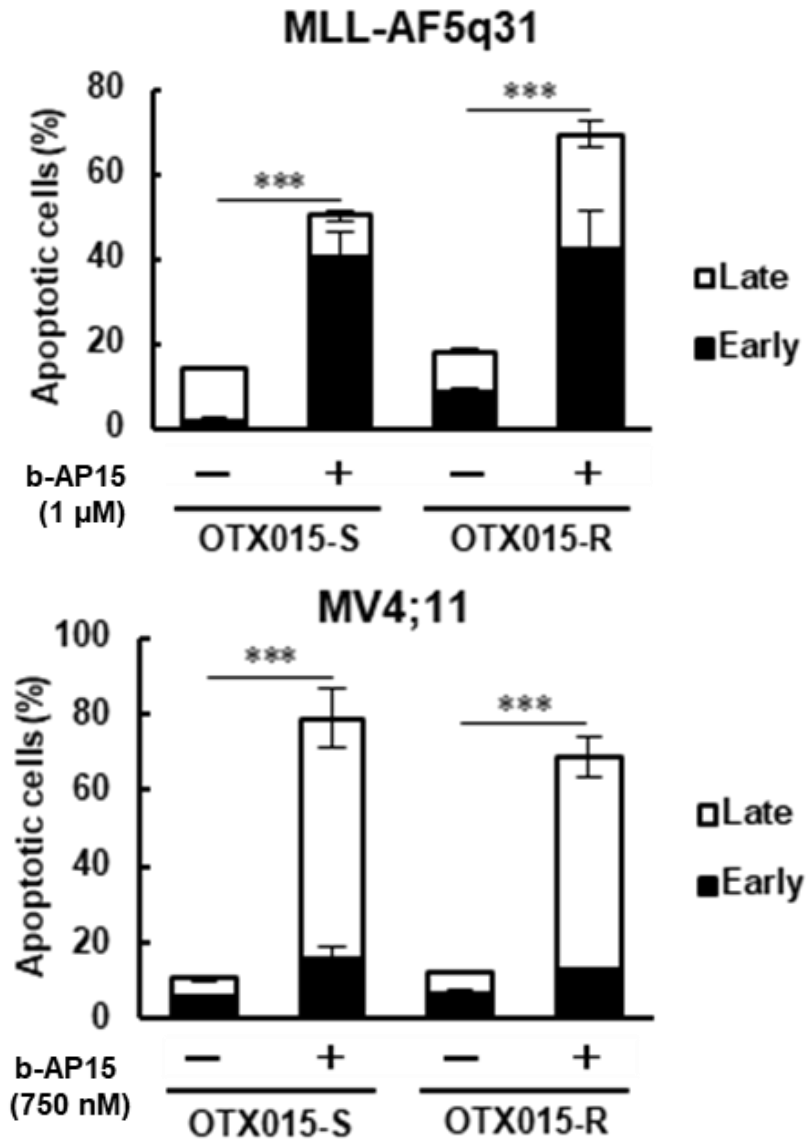 MLL-AF5q31
Apoptotic cells (%)
80
60
40
20
0
***
***
Late
Early
b-AP15
(1 µM)
− + − +
OTX015-S OTX015-R
MV4;11
Apoptotic cells (%)
100
80
60
40
20
0
***
***
Late
Early
b-AP15
(750 nM)
− + − +
OTX015-S OTX015-R